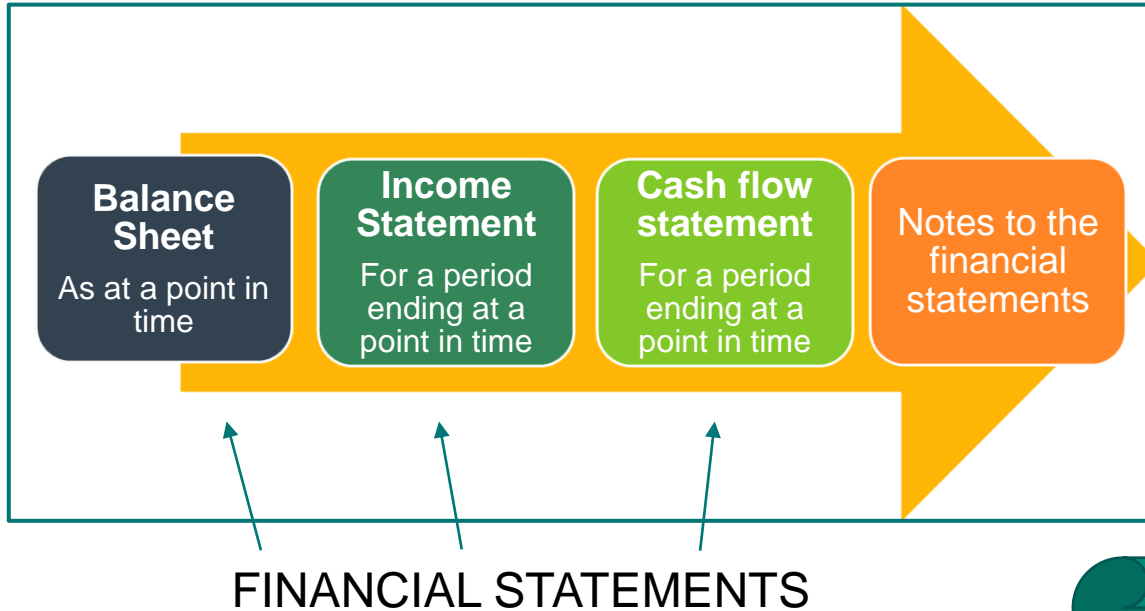 Balance
Sheet
As at a point in
time
Income
Statement
For a period
ending at a
point in time
Cash flow
statement
For a period
ending at a
point in time
Notes to the
financial
statements
FINANCIAL STATEMENTS